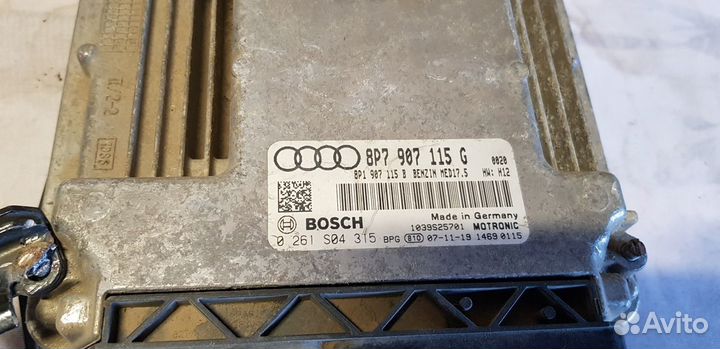 8P7 907 115 G 0020
8P1 907 115 B BENZIN MED17.5 HW: H12
BOSCH
Made in Germany
1039S25701 MOTRONIC
0 261 S04 315 BPG 810 07-11-19 1469 0115
Avito